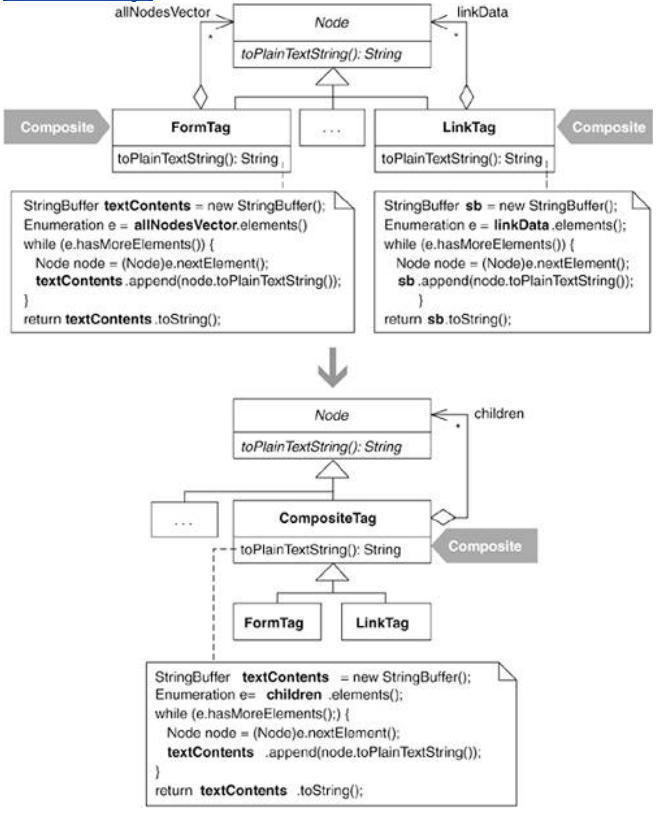 allNodesVector
Node
linkData
*
*
toPlainTextString(): String
Composite
FormTag
. . .
LinkTag
Composite
toPlainTextString(): String
toPlainTextString(): String
StringBuffer textContents = new StringBuffer();
Enumeration e = allNodesVector.elements()
while (e.hasMoreElements()) {
Node node = (Node)e.nextElement();
textContents .append(node.toPlainTextString());
}
return textContents .toString();
StringBuffer sb = new StringBuffer();
Enumeration e = linkData .elements();
while (e.hasMoreElements()) {
Node node = (Node)e.nextElement();
sb .append(node.toPlainTextString());
}
return sb.toString();
Node
children
*
toPlainTextString(): String
. . .
CompositeTag
toPlainTextString(): String
Composite
FormTag
LinkTag
StringBuffer textContents = new StringBuffer();
Enumeration e= children .elements();
while (e.hasMoreElements();) {
Node node = (Node)e.nextElement();
textContents .append(node.toPlainTextString());
}
return textContents .toString();